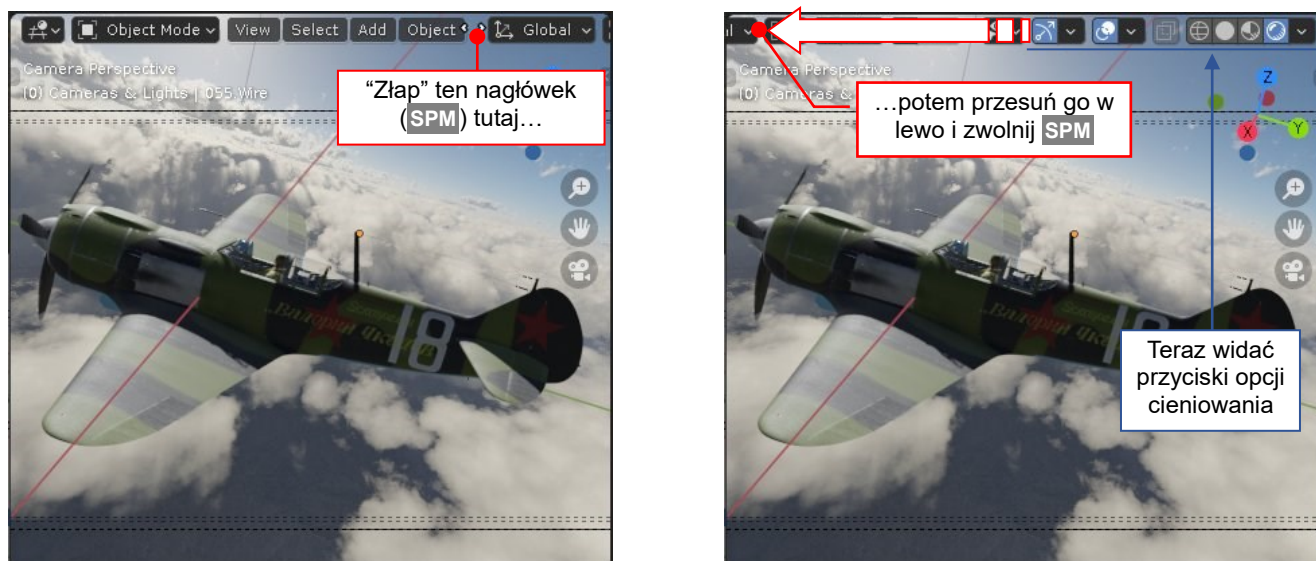 Object Mode View Select Add Object Global
Camera Perspective
(0) Cameras & Lights | 055.Wire
“Złap” ten nagłówek
(SPM) tutaj…
18
Camera Perspective
(0) Cameras &
…potem przesuń go w
lewo i zwolnij SPM
Z
Y
X
Teraz widać
przyciski opcji
cieniowania